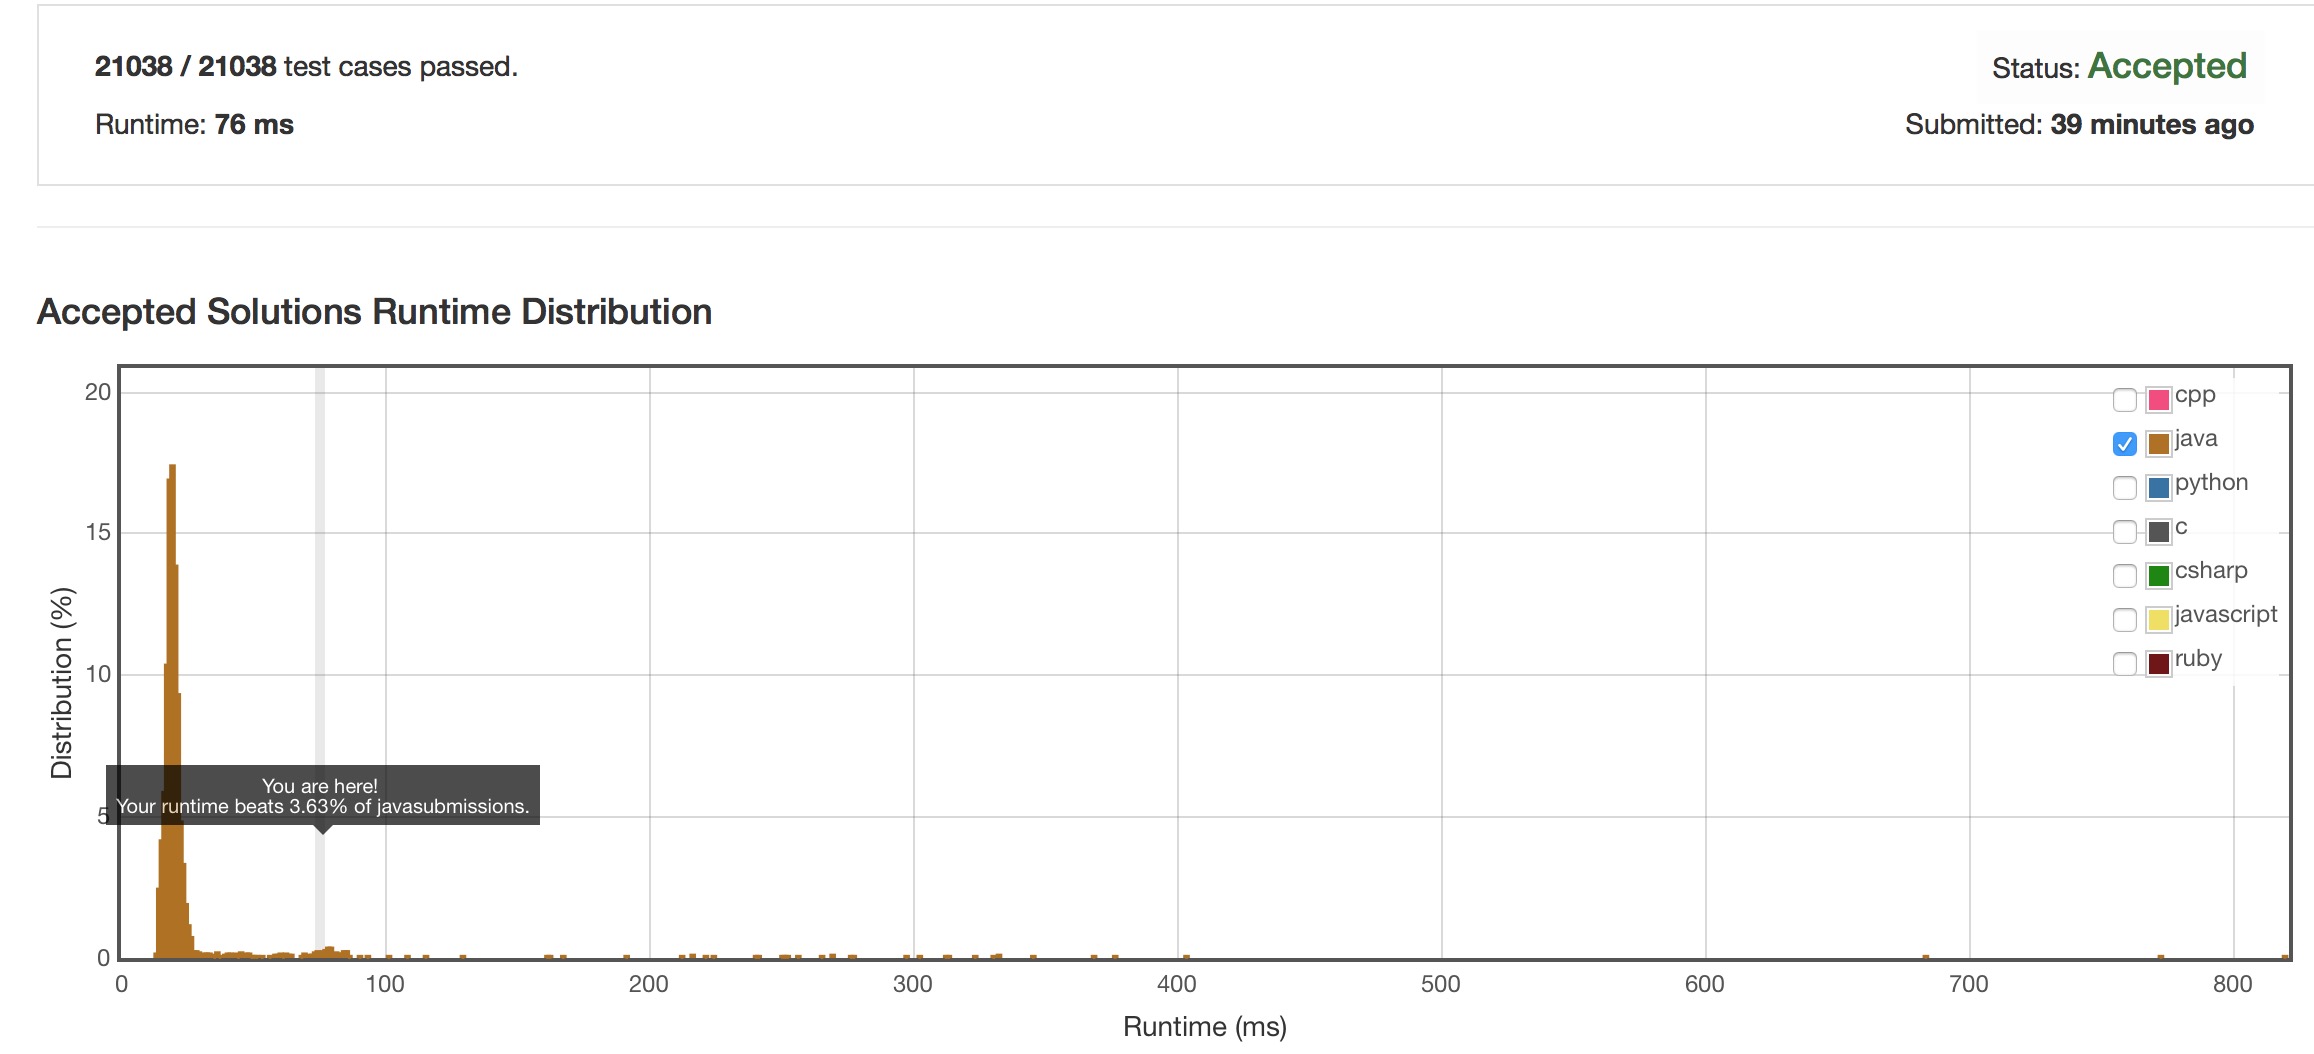 21038 / 21038 test cases passed.
Status: Accepted
Runtime: 76 ms
Submitted: 39 minutes ago
Accepted Solutions Runtime Distribution
20
15
10
5
0
Distribution (%)
cpp
java
python
c
csharp
javascript
ruby
You are here!
Your runtime beats 3.63% of javasubmissions.
0 100 200 300 400 500 600 700 800
Runtime (ms)